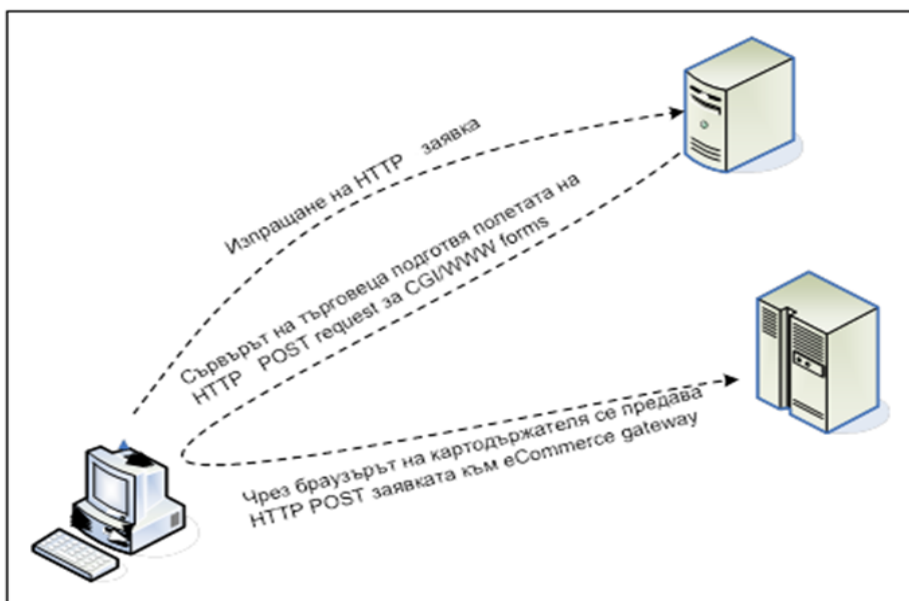 Изпращане на HTTP заявка
Сървърът на търговеца подготвя полетата на
HTTP POST request за CGI/WWW forms
Чрез браузърът на картодържателя се предава
HTTP POST заявката към eCommerce gateway